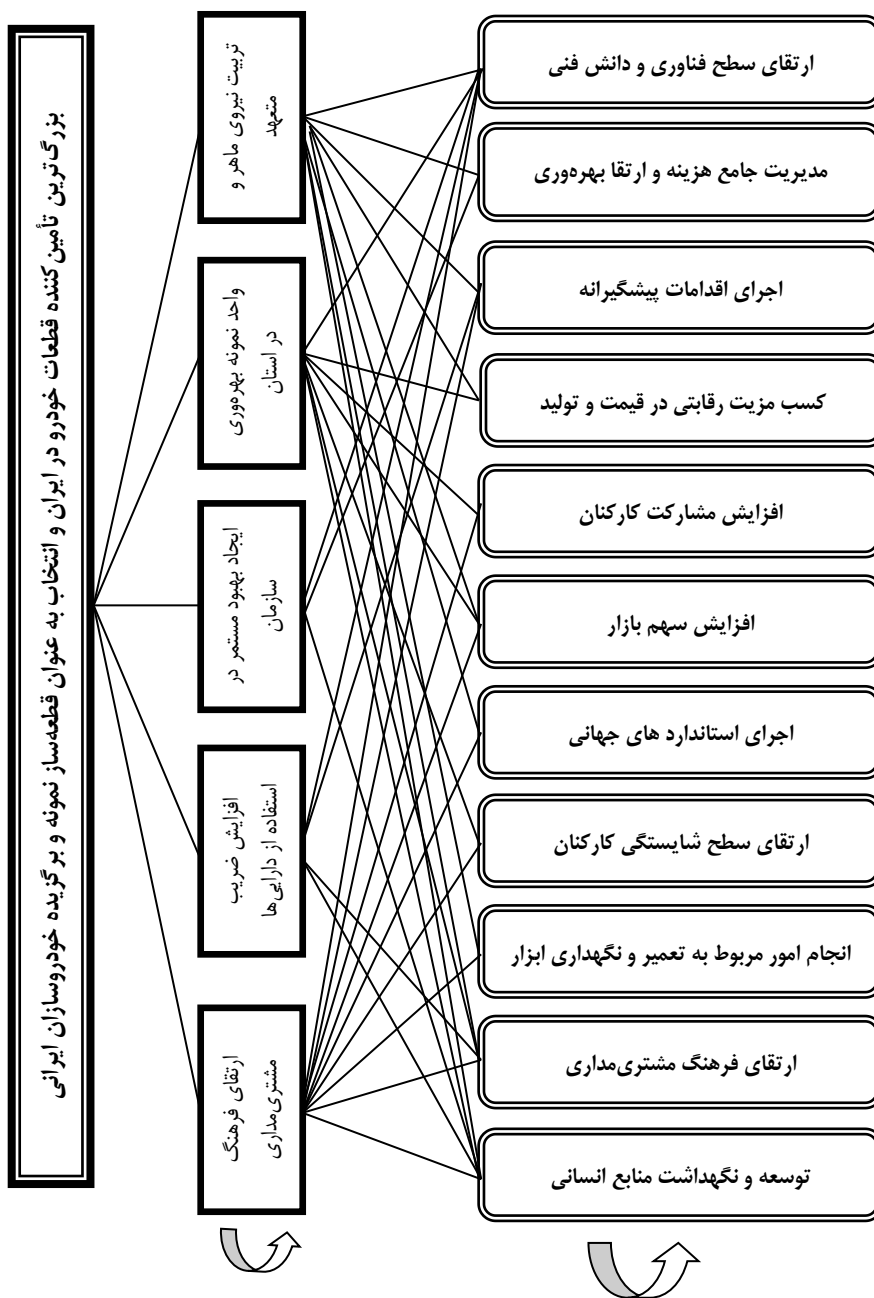 بزرگ‌ترین تأمین‌کننده قطعات خودرو در ایران و انتخاب به عنوان قطعه‌ساز نمونه و برگزیده خودروسازان ایرانی
تربیت نیروی ماهر و
متعهد
واحد نمونه بهره‌وری
در استان
ایجاد بهبود مستمر در
سازمان
افزایش ضریب
استفاده از دارایی‌ها
ارتقای فرهنگ
مشتری‌مداری
ارتقای سطح فناوری و دانش فنی
مدیریت جامع هزینه و ارتقا بهره‌وری
اجرای اقدامات پیشگیرانه
کسب مزیت رقابتی در قیمت و تولید
افزایش مشارکت کارکنان
افزایش سهم بازار
اجرای استاندارد های جهانی
ارتقای سطح شایستگی کارکنان
انجام امور مربوط به تعمیر و نگهداری ابزار
ارتقای فرهنگ مشتری‌مداری
توسعه و نگهداشت منابع انسانی